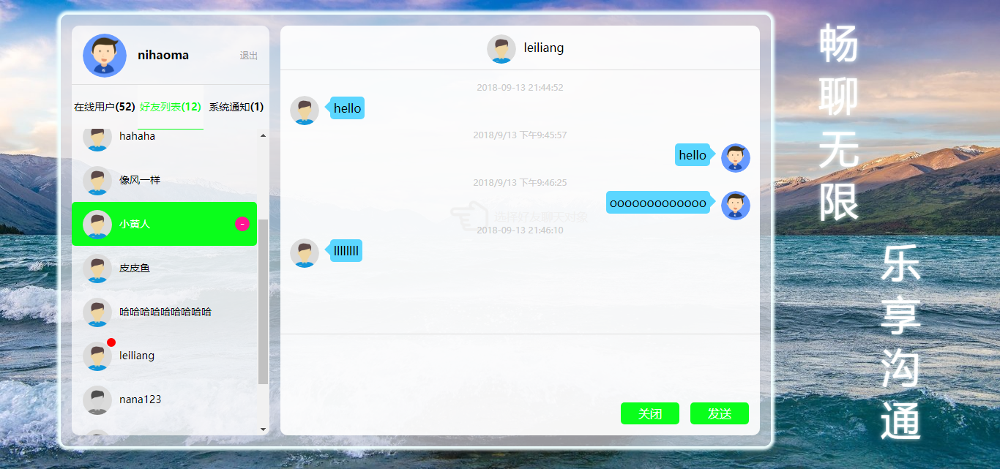 nihaoma
退出
在线用户(52) 好友列表(12) 系统通知(1)
hahaha
像风一样
小黄人
-
皮皮鱼
哈哈哈哈哈哈哈哈哈
leiliang
nana123
leiliang
2018-09-13 21:44:52
hello
2018/9/13 下午9:45:57
hello
2018/9/13 下午9:46:25
ooooooooooooo
选择好友聊天对象
2018-09-13 21:46:10
llllllll
关闭 发送
畅聊无限
乐享沟通